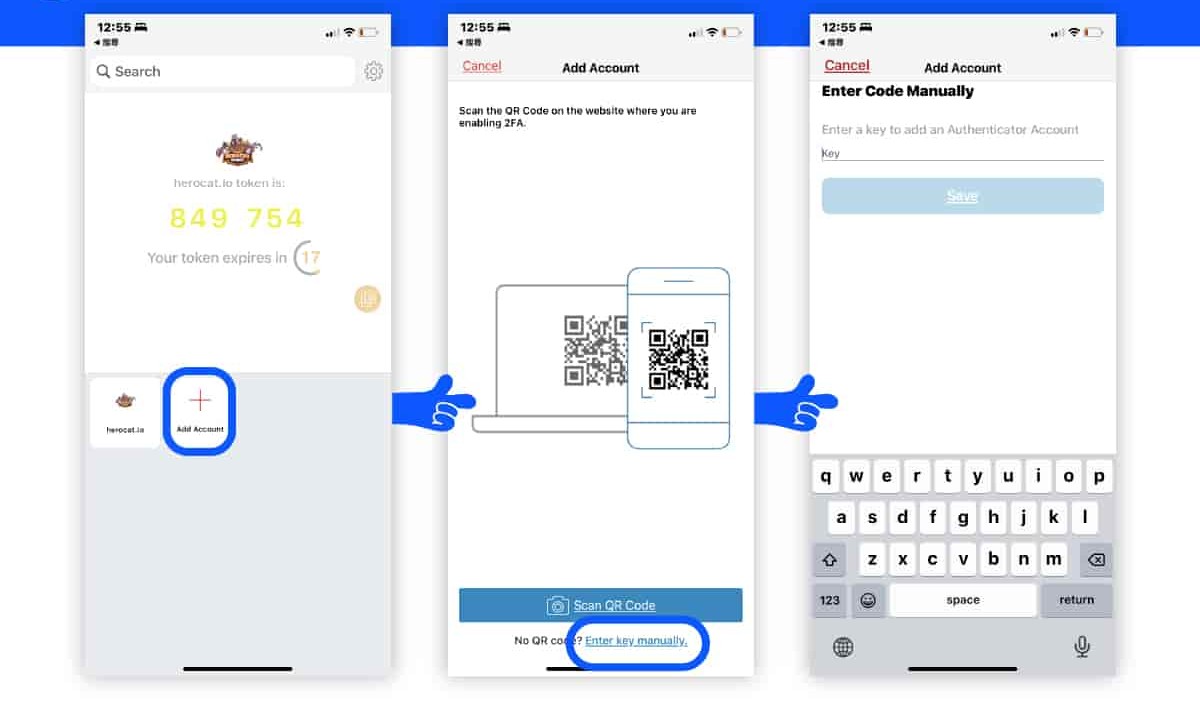 12:55
◀ 搜尋
Search
herocat.io token is:
849 754
Your token expires in 17
herocat.io
Add Account
12:55
◀ 搜尋
Cancel
Add Account
Scan the QR Code on the website where you are
enabling 2FA.
Scan QR Code
No QR code? Enter key manually.
12:55
◀ 搜尋
Cancel
Add Account
Enter Code Manually
Enter a key to add an Authenticator Account
Key
Save
q w e r t y u i o p
a s d f g h j k l
z x c v b n m
123 space return